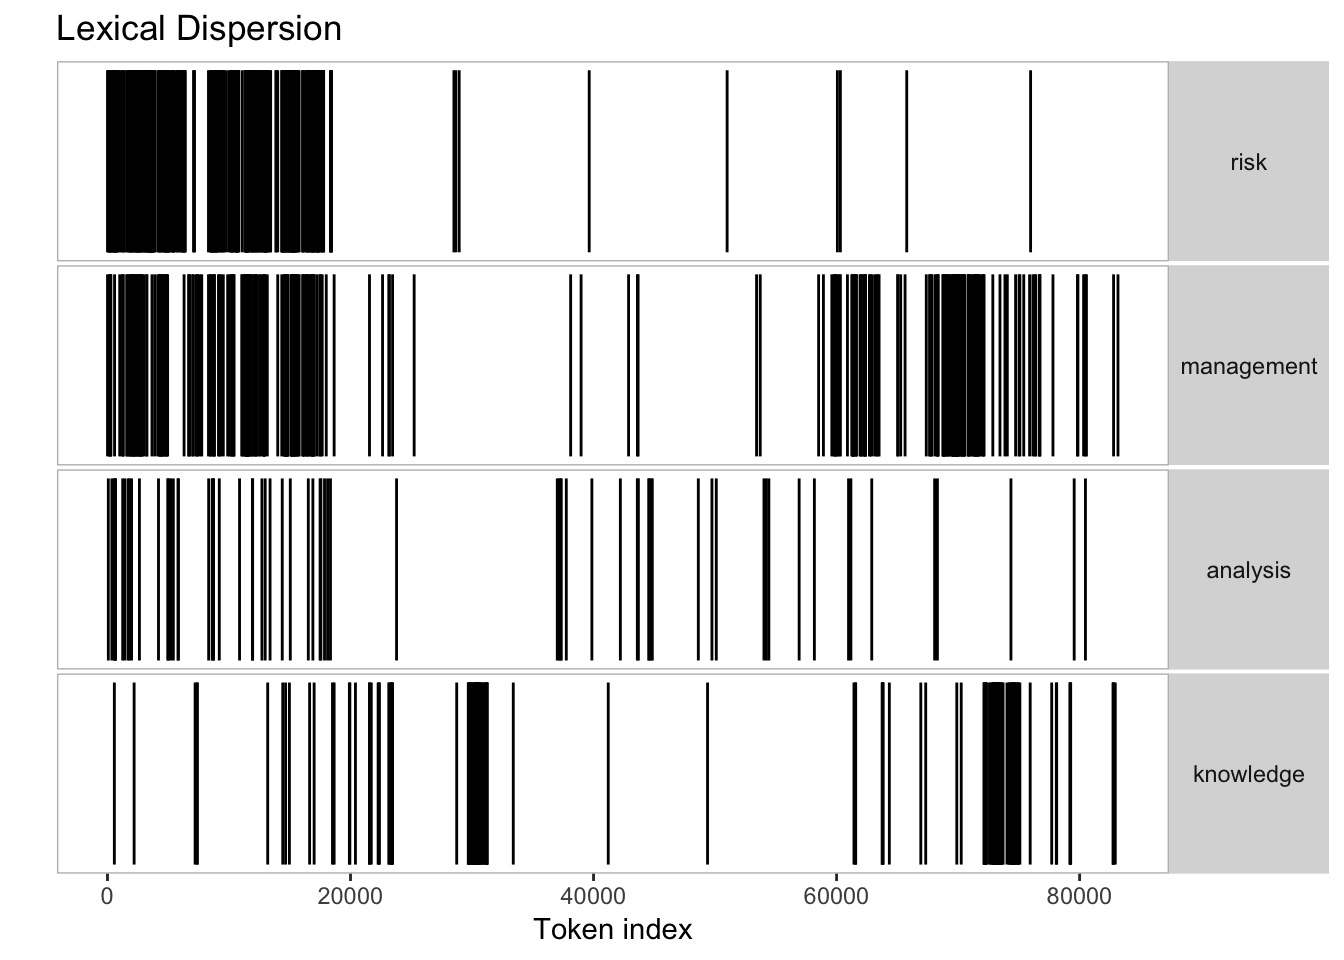 Lexical Dispersion
risk
management
analysis
knowledge
0 20000 40000 60000 80000
Token index